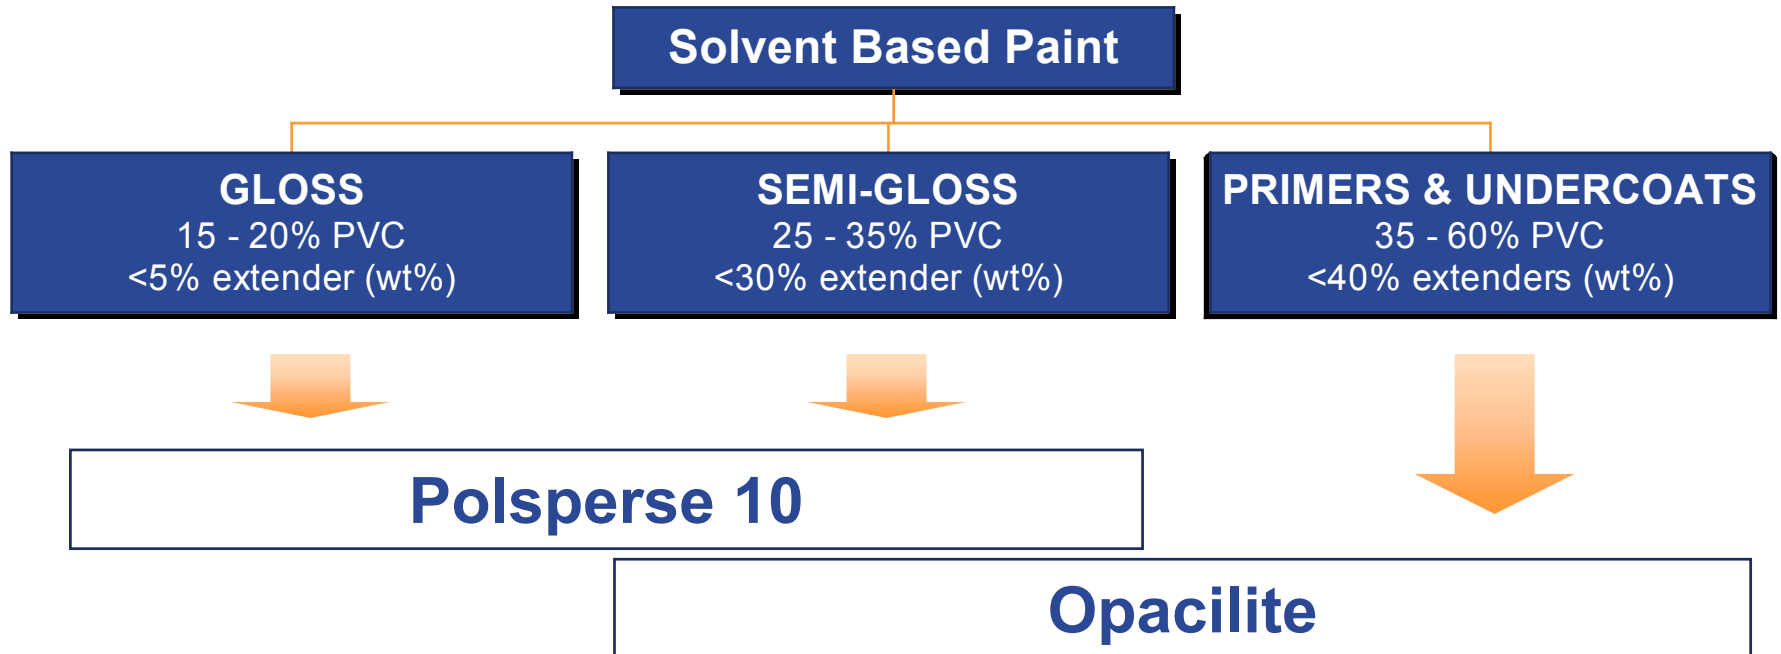 Solvent Based Paint
GLOSS
15 - 20% PVC
<5% extender (wt%)
SEMI-GLOSS
25 - 35% PVC
<30% extender (wt%)
PRIMERS & UNDERCOATS
35 - 60% PVC
<40% extenders (wt%)
Polsperse 10
Opacilite